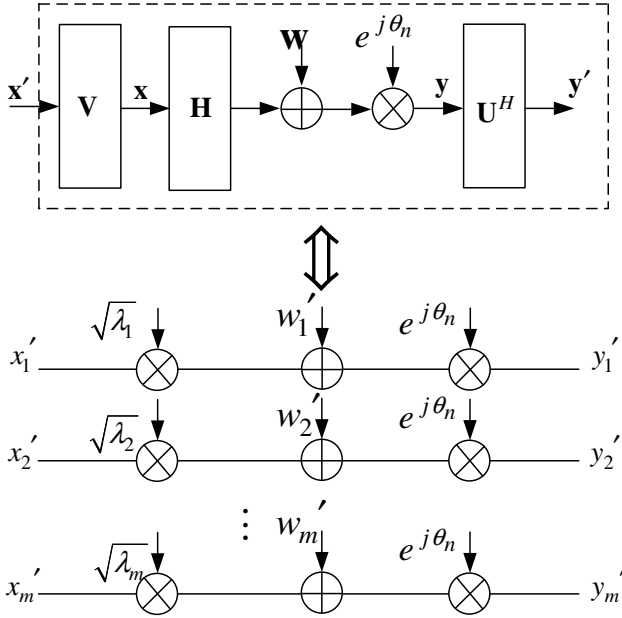 w e^{jθ_n}
x′ V x H y U^H y′
√λ_1 w_1′ e^{jθ_n}
x_1′ y_1′
√λ_2 w_2′ e^{jθ_n}
x_2′ y_2′
⋮
√λ_m w_m′ e^{jθ_n}
x_m′ y_m′